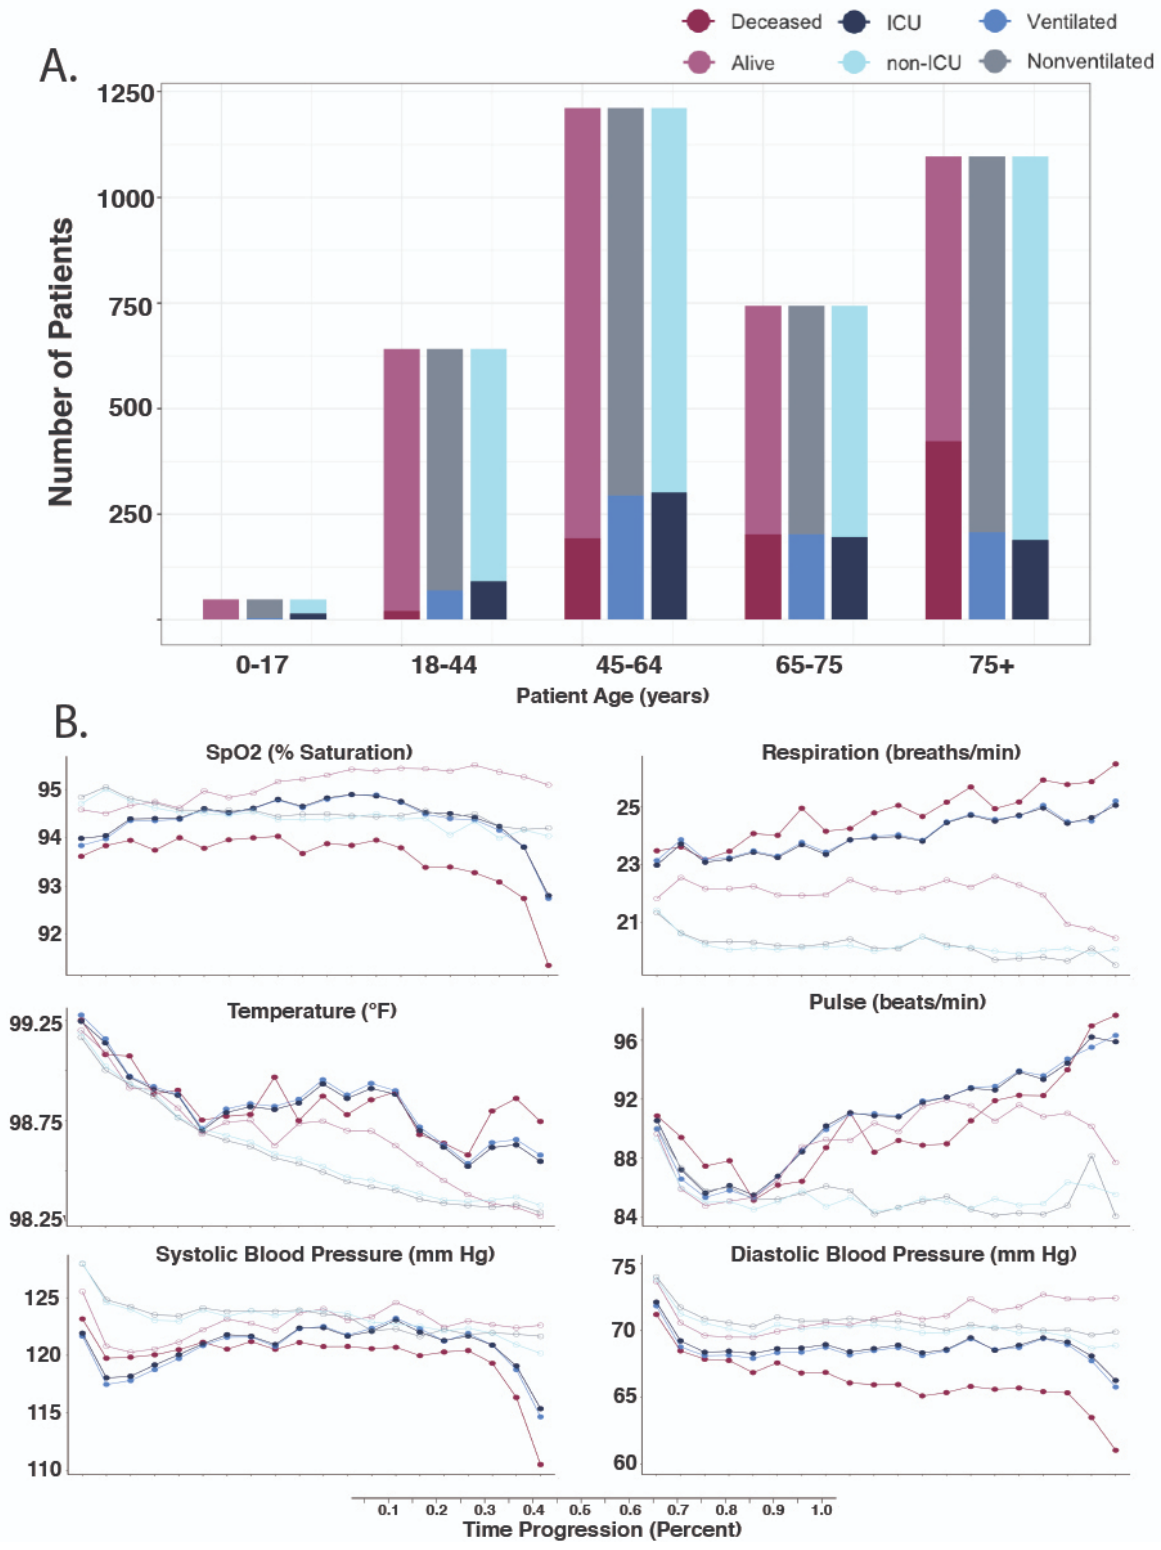 Deceased ICU Ventilated
A. Alive non-ICU Nonventilated
1250
1000
750
500
250
Number of Patients
0-17 18-44 45-64 65-75 75+
Patient Age (years)
B.
SpO2 (% Saturation) Respiration (breaths/min)
95
94
93
92
25
23
21
Temperature (°F) Pulse (beats/min)
99.25
98.75
98.25
96
92
88
84
Systolic Blood Pressure (mm Hg) Diastolic Blood Pressure (mm Hg)
125
120
115
110
75
70
65
60
0.1 0.2 0.3 0.4 0.5 0.6 0.7 0.8 0.9 1.0
Time Progression (Percent)